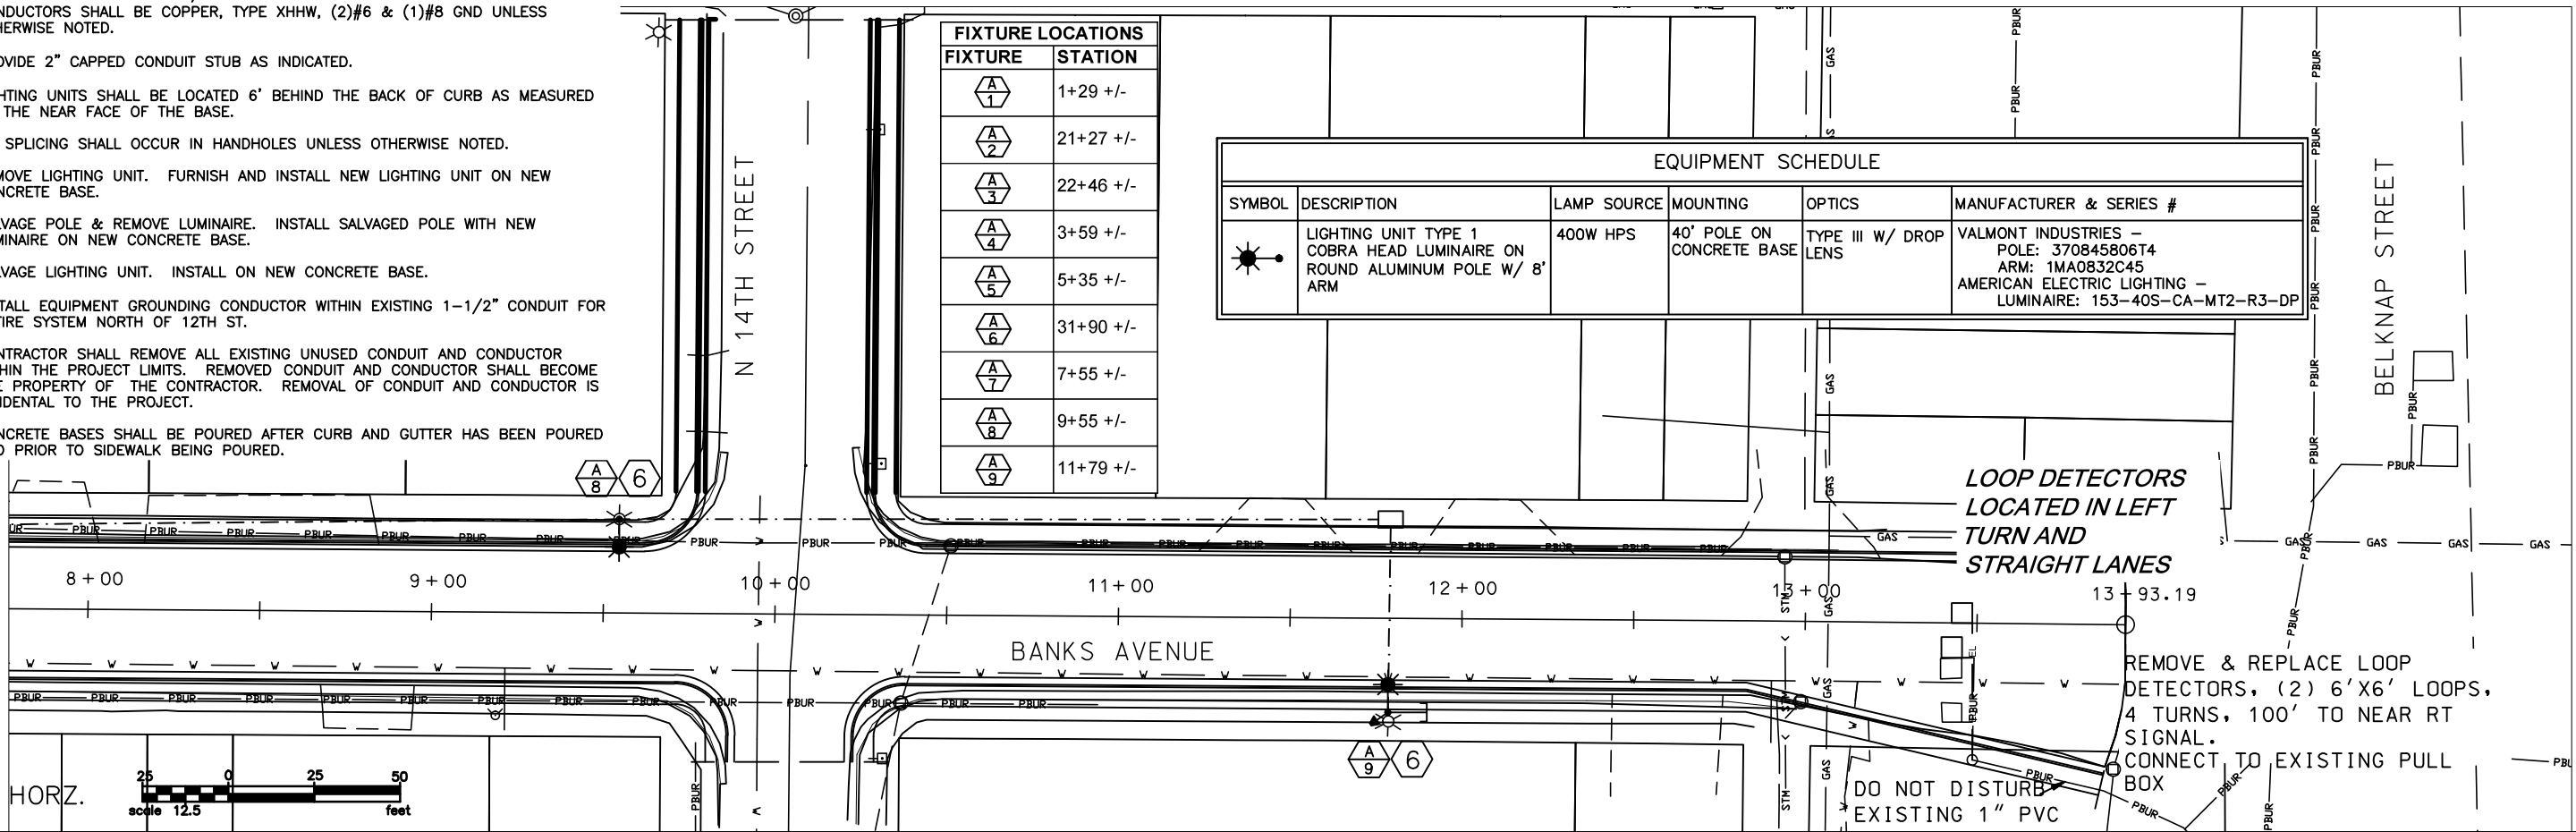 NDUCTORS SHALL BE COPPER, TYPE XHHW, (2)#6 & (1)#8 GND UNLESS
HERWISE NOTED.
OVIDE 2" CAPPED CONDUIT STUB AS INDICATED.
HTING UNITS SHALL BE LOCATED 6' BEHIND THE BACK OF CURB AS MEASURED
THE NEAR FACE OF THE BASE.
SPLICING SHALL OCCUR IN HANDHOLES UNLESS OTHERWISE NOTED.
MOVE LIGHTING UNIT. FURNISH AND INSTALL NEW LIGHTING UNIT ON NEW
NCRETE BASE.
LVAGE POLE & REMOVE LUMINAIRE. INSTALL SALVAGED POLE WITH NEW
MINAIRE ON NEW CONCRETE BASE.
LVAGE LIGHTING UNIT. INSTALL ON NEW CONCRETE BASE.
TALL EQUIPMENT GROUNDING CONDUCTOR WITHIN EXISTING 1-1/2" CONDUIT FOR
TIRE SYSTEM NORTH OF 12TH ST.
NTRACTOR SHALL REMOVE ALL EXISTING UNUSED CONDUIT AND CONDUCTOR
HIN THE PROJECT LIMITS. REMOVED CONDUIT AND CONDUCTOR SHALL BECOME
E PROPERTY OF THE CONTRACTOR. REMOVAL OF CONDUIT AND CONDUCTOR IS
IDENTAL TO THE PROJECT.
NCRETE BASES SHALL BE POURED AFTER CURB AND GUTTER HAS BEEN POURED
D PRIOR TO SIDEWALK BEING POURED.
N 14TH STREET
FIXTURE LOCATIONS
FIXTURE STATION
A 1 1+29 +/-
A 2 21+27 +/-
A 3 22+46 +/-
A 4 3+59 +/-
A 5 5+35 +/-
A 6 31+90 +/-
A 7 7+55 +/-
A 8 9+55 +/-
A 9 11+79 +/-
EQUIPMENT SCHEDULE
SYMBOL DESCRIPTION LAMP SOURCE MOUNTING OPTICS MANUFACTURER & SERIES #
LIGHTING UNIT TYPE 1
COBRA HEAD LUMINAIRE ON
ROUND ALUMINUM POLE W/ 8'
ARM
400W HPS
40' POLE ON
CONCRETE BASE
TYPE III W/ DROP
LENS
VALMONT INDUSTRIES -
POLE: 370845806T4
ARM: 1MA0832C45
AMERICAN ELECTRIC LIGHTING -
LUMINAIRE: 153-40S-CA-MT2-R3-DP
BELKNAP STREET
A 8 6
LOOP DETECTORS
LOCATED IN LEFT
TURN AND
STRAIGHT LANES
8+00 9+00 10+00 11+00 12+00 13+00 13+93.19
BANKS AVENUE
A 9 6
REMOVE & REPLACE LOOP
DETECTORS, (2) 6'X6' LOOPS,
4 TURNS, 100' TO NEAR RT
SIGNAL.
CONNECT TO EXISTING PULL
BOX
DO NOT DISTURB
EXISTING 1" PVC
HORZ.
25 0 25 50
scale 12.5 feet
PBUR
GAS
STM
W